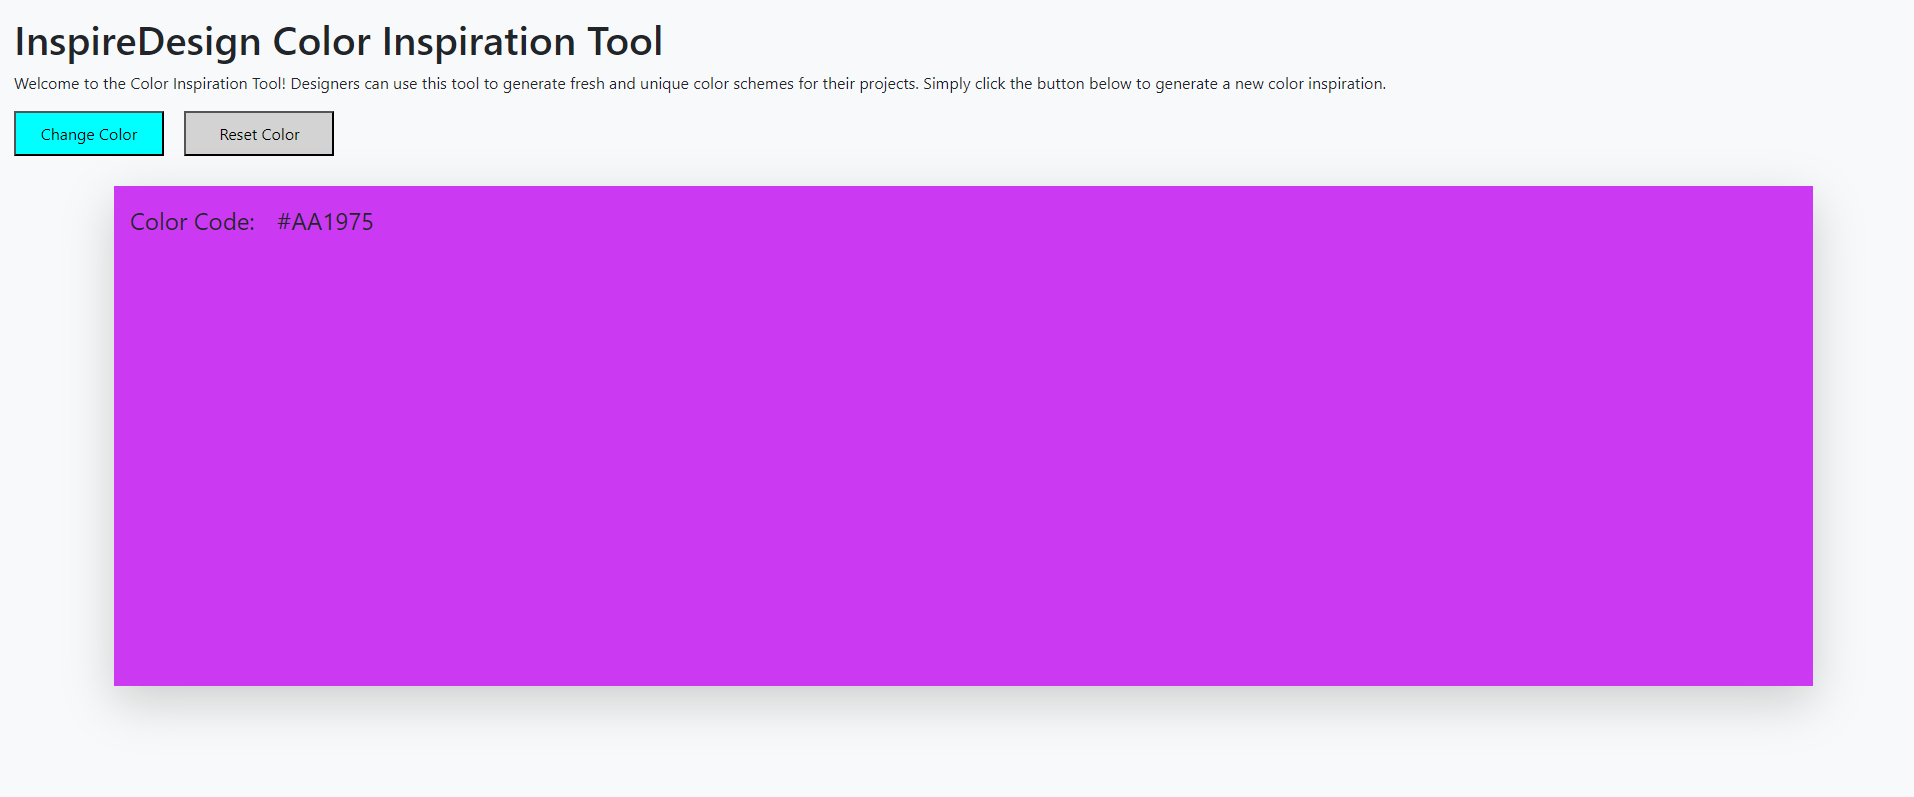 InspireDesign Color Inspiration Tool
Welcome to the Color Inspiration Tool! Designers can use this tool to generate fresh and unique color schemes for their projects. Simply click the button below to generate a new color inspiration.
Change Color Reset Color
Color Code: #AA1975